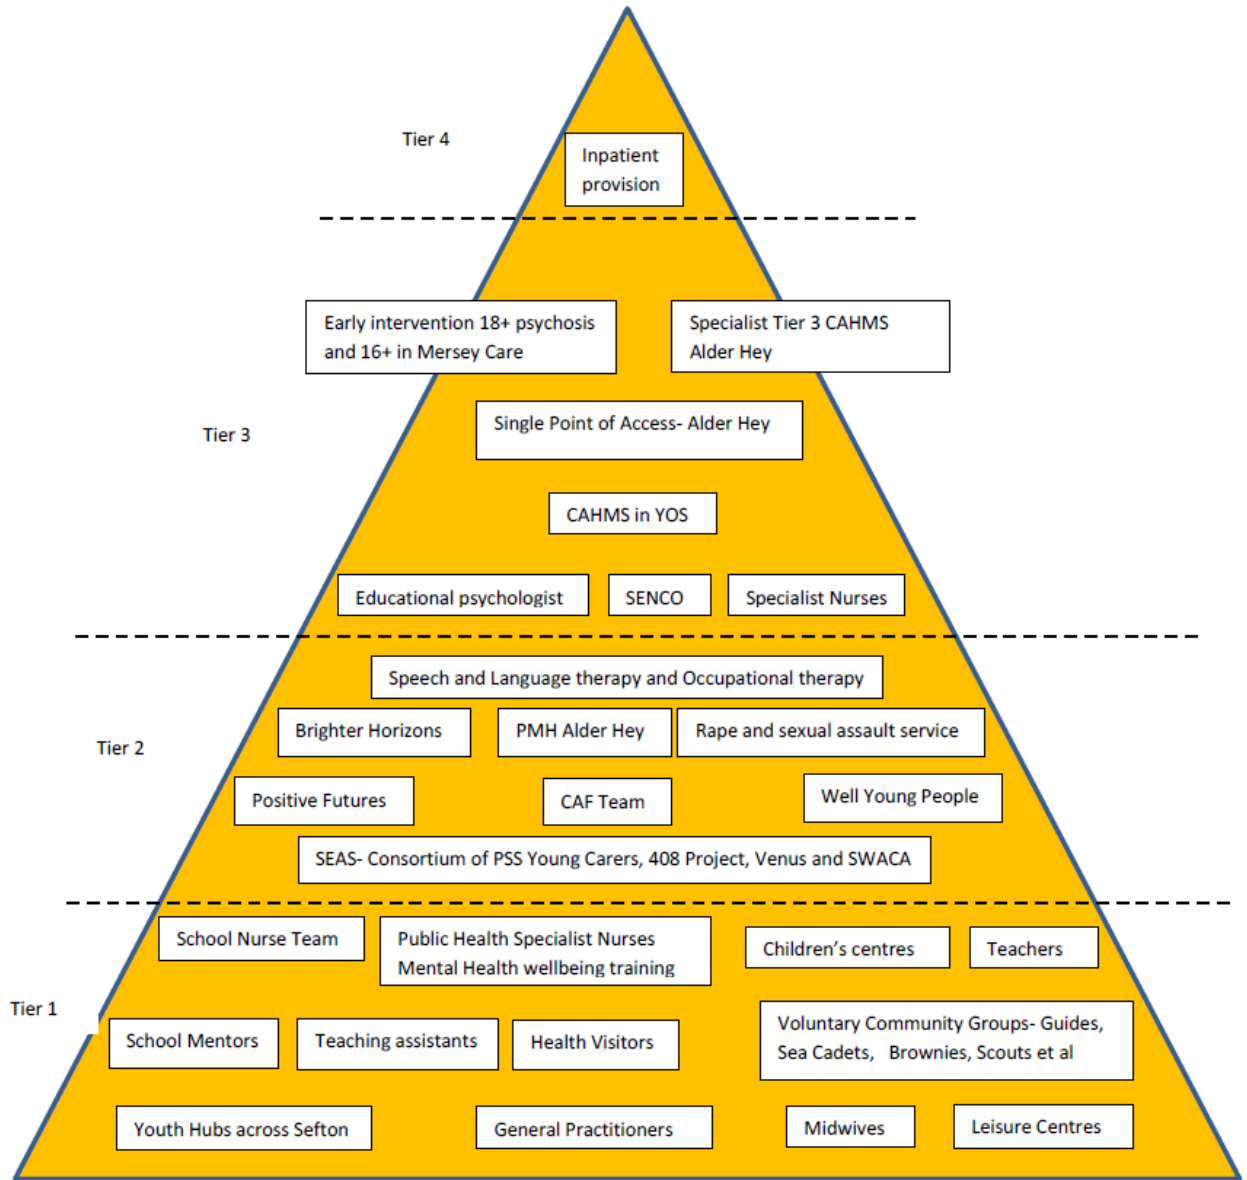 Tier 4
Inpatient
provision
Early intervention 18+ psychosis
and 16+ in Mersey Care
Specialist Tier 3 CAHMS
Alder Hey
Tier 3
Single Point of Access- Alder Hey
CAHMS in YOS
Educational psychologist
SENCO
Specialist Nurses
Speech and Language therapy and Occupational therapy
Tier 2
Brighter Horizons
PMH Alder Hey
Rape and sexual assault service
Positive Futures
CAF Team
Well Young People
SEAS- Consortium of PSS Young Carers, 408 Project, Venus and SWACA
School Nurse Team
Public Health Specialist Nurses
Mental Health wellbeing training
Children’s centres
Teachers
Tier 1
School Mentors
Teaching assistants
Health Visitors
Voluntary Community Groups- Guides,
Sea Cadets, Brownies, Scouts et al
Youth Hubs across Sefton
General Practitioners
Midwives
Leisure Centres